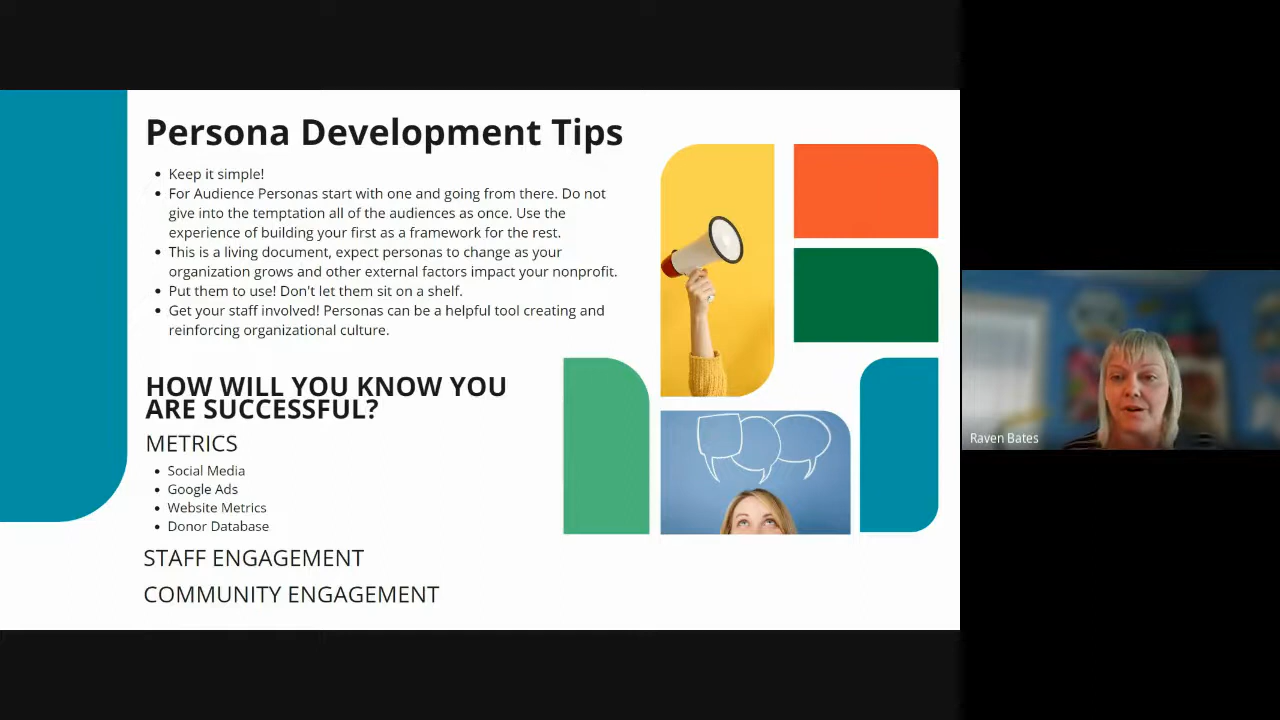 Persona Development Tips
• Keep it simple!
• For Audience Personas start with one and going from there. Do not
give into the temptation all of the audiences as once. Use the
experience of building your first as a framework for the rest.
• This is a living document, expect personas to change as your
organization grows and other external factors impact your nonprofit.
• Put them to use! Don't let them sit on a shelf.
• Get your staff involved! Personas can be a helpful tool creating and
reinforcing organizational culture.
HOW WILL YOU KNOW YOU
ARE SUCCESSFUL?
METRICS
• Social Media
• Google Ads
• Website Metrics
• Donor Database
STAFF ENGAGEMENT
COMMUNITY ENGAGEMENT
Raven Bates